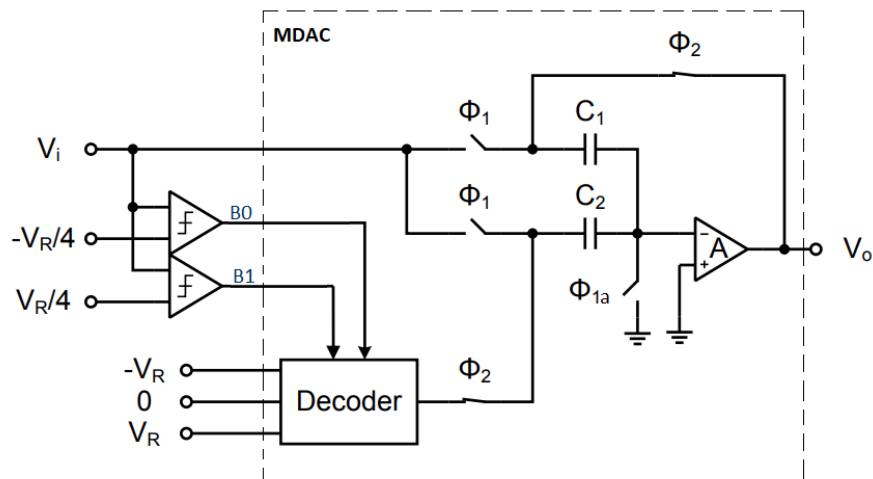 MDAC
Φ2
Φ1
C1
Vi
Φ1
C2
B0
-VR/4
A
Vo
B1
VR/4
Φ1a
-VR
Φ2
0
Decoder
VR